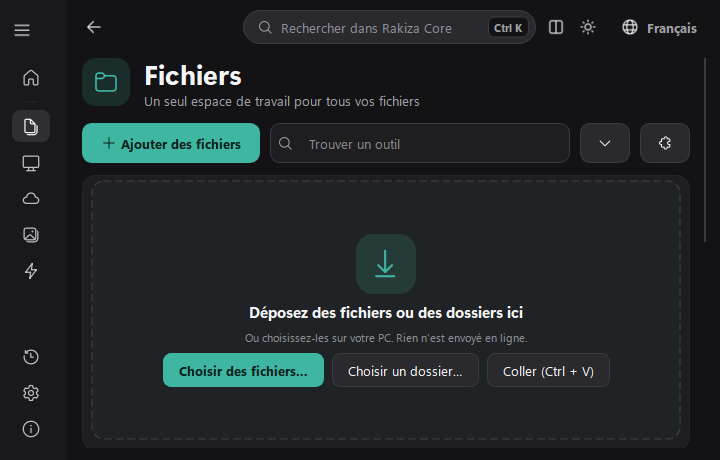 Rechercher dans Rakiza Core
Ctrl K
Français
Fichiers
Un seul espace de travail pour tous vos fichiers
Ajouter des fichiers
Trouver un outil
Déposez des fichiers ou des dossiers ici
Ou choisissez-les sur votre PC. Rien n'est envoyé en ligne.
Choisir des fichiers...
Choisir un dossier...
Coller (Ctrl + V)